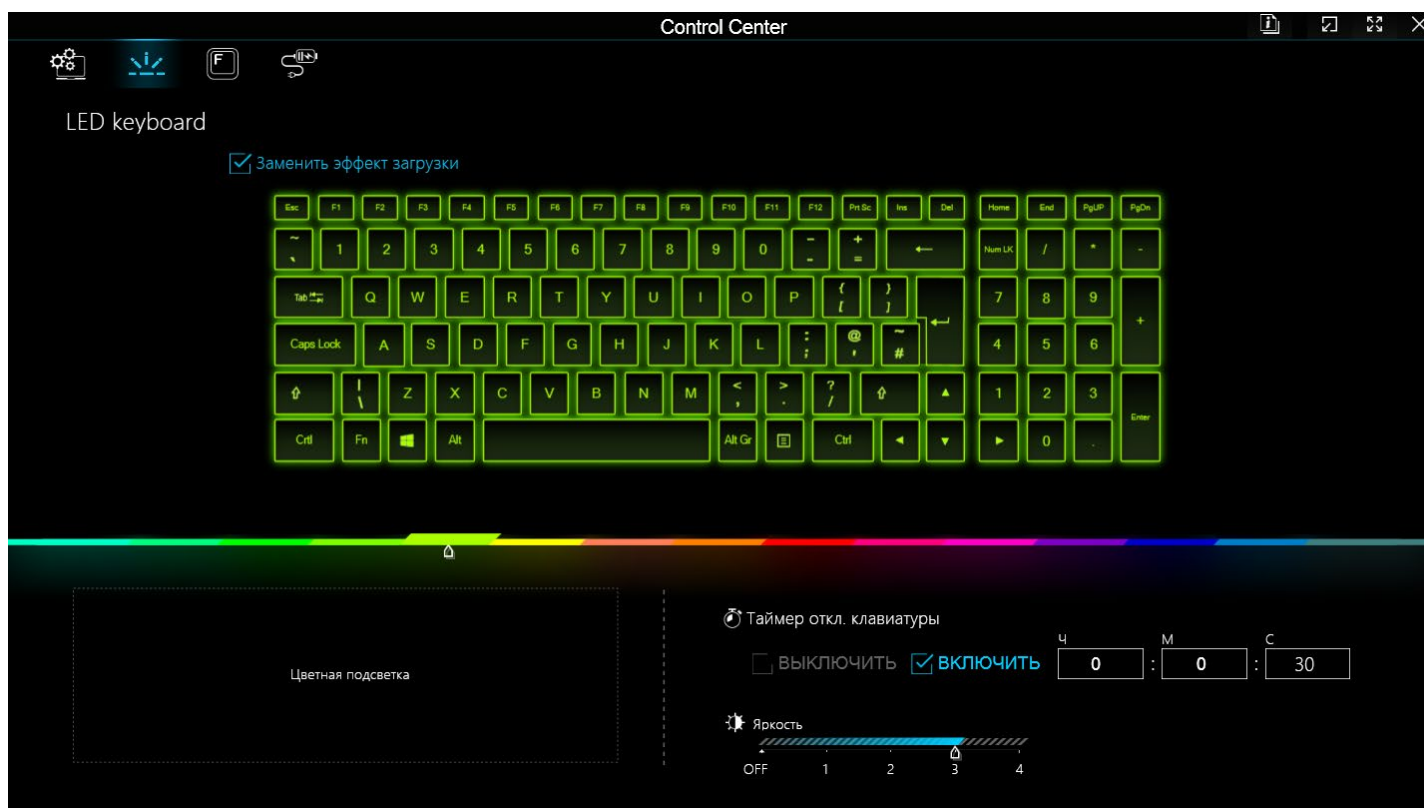 Control Center
F
LED keyboard
Заменить эффект загрузки
Esc F1 F2 F3 F4 F5 F6 F7 F8 F9 F10 F11 F12 Prt Sc Ins Del Home End PgUP PgDn
~ ` 1 2 3 4 5 6 7 8 9 0 - - + = ← Num LK / * -
Tab Q W E R T Y U I O P { [ } ] 7 8 9 +
Caps Lock A S D F G H J K L : ; @ ' ~ # 4 5 6
| \ Z X C V B N M < , > . ? / 1 2 3 Enter
Crtl Fn Alt Alt Gr Ctrl 0 .
Таймер откл. клавиатуры
Ч М С
ВЫКЛЮЧИТЬ ВКЛЮЧИТЬ 0 : 0 : 30
Цветная подсветка
Яркость
OFF 1 2 3 4